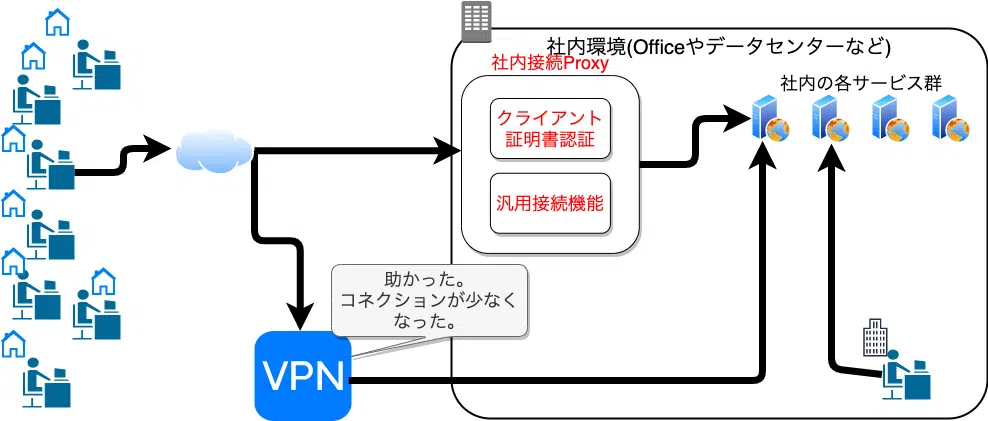 社内環境(Officeやデータセンターなど)
社内接続Proxy
社内の各サービス群
クライアント
証明書認証
汎用接続機能
助かった。
コネクションが少なく
なった。
VPN